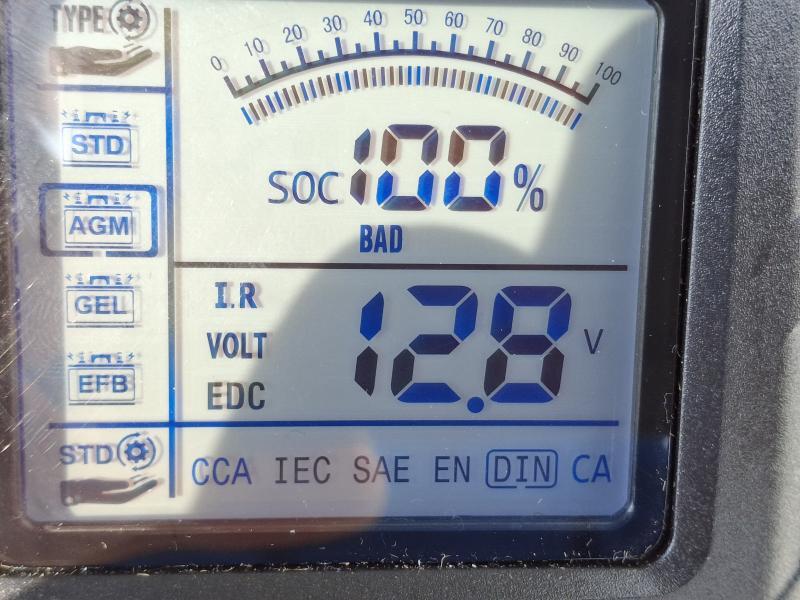 TYPE
0 10 20 30 40 50 60 70 80 90 100
STD
SOC 100 %
AGM
BAD
GEL
I.R
VOLT
12.8 V
EFB
EDC
STD
CCA IEC SAE EN DIN CA